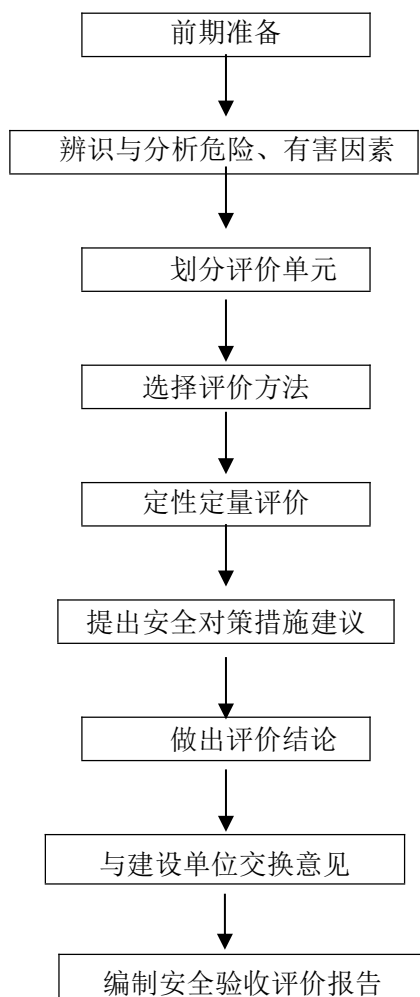 前期准备
辨识与分析危险、有害因素
划分评价单元
选择评价方法
定性定量评价
提出安全对策措施建议
做出评价结论
与建设单位交换意见
编制安全验收评价报告